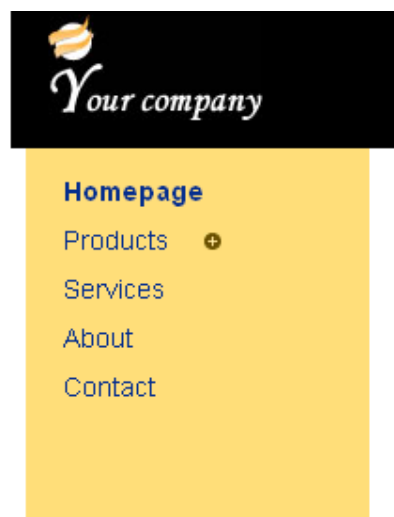 Your company
Homepage
Products
Services
About
Contact